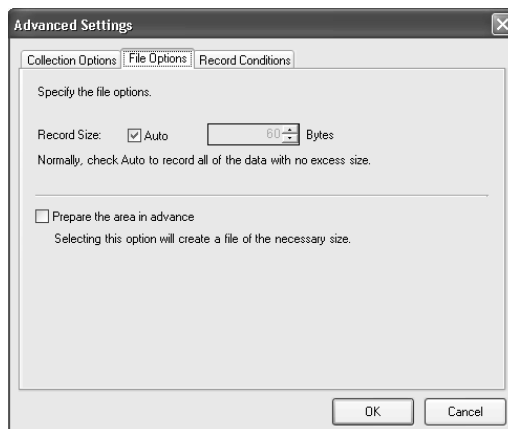 Advanced Settings
Collection Options File Options Record Conditions
Specify the file options.
Record Size: Auto 60 Bytes
Normally, check Auto to record all of the data with no excess size.
Prepare the area in advance
Selecting this option will create a file of the necessary size.
OK Cancel